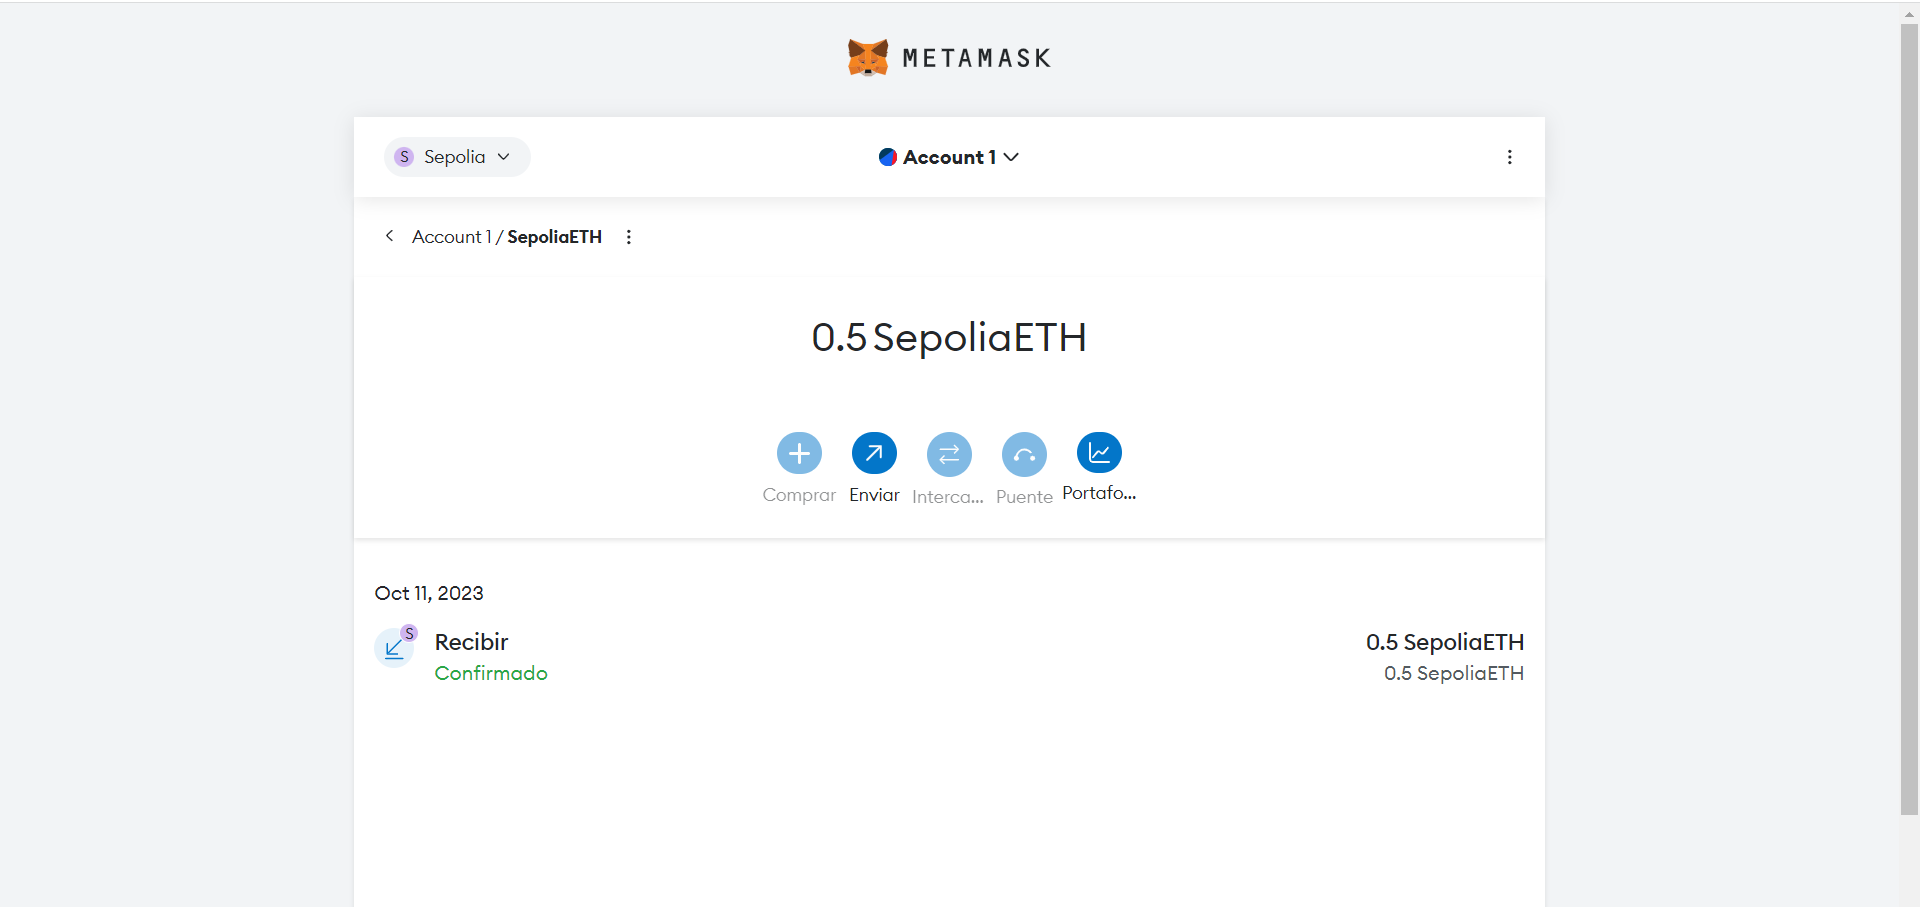 METAMASK
S Sepolia
Account 1
Account 1 / SepoliaETH
0.5 SepoliaETH
Comprar Enviar Interca... Puente Portafo...
Oct 11, 2023
S
Recibir 0.5 SepoliaETH
Confirmado 0.5 SepoliaETH